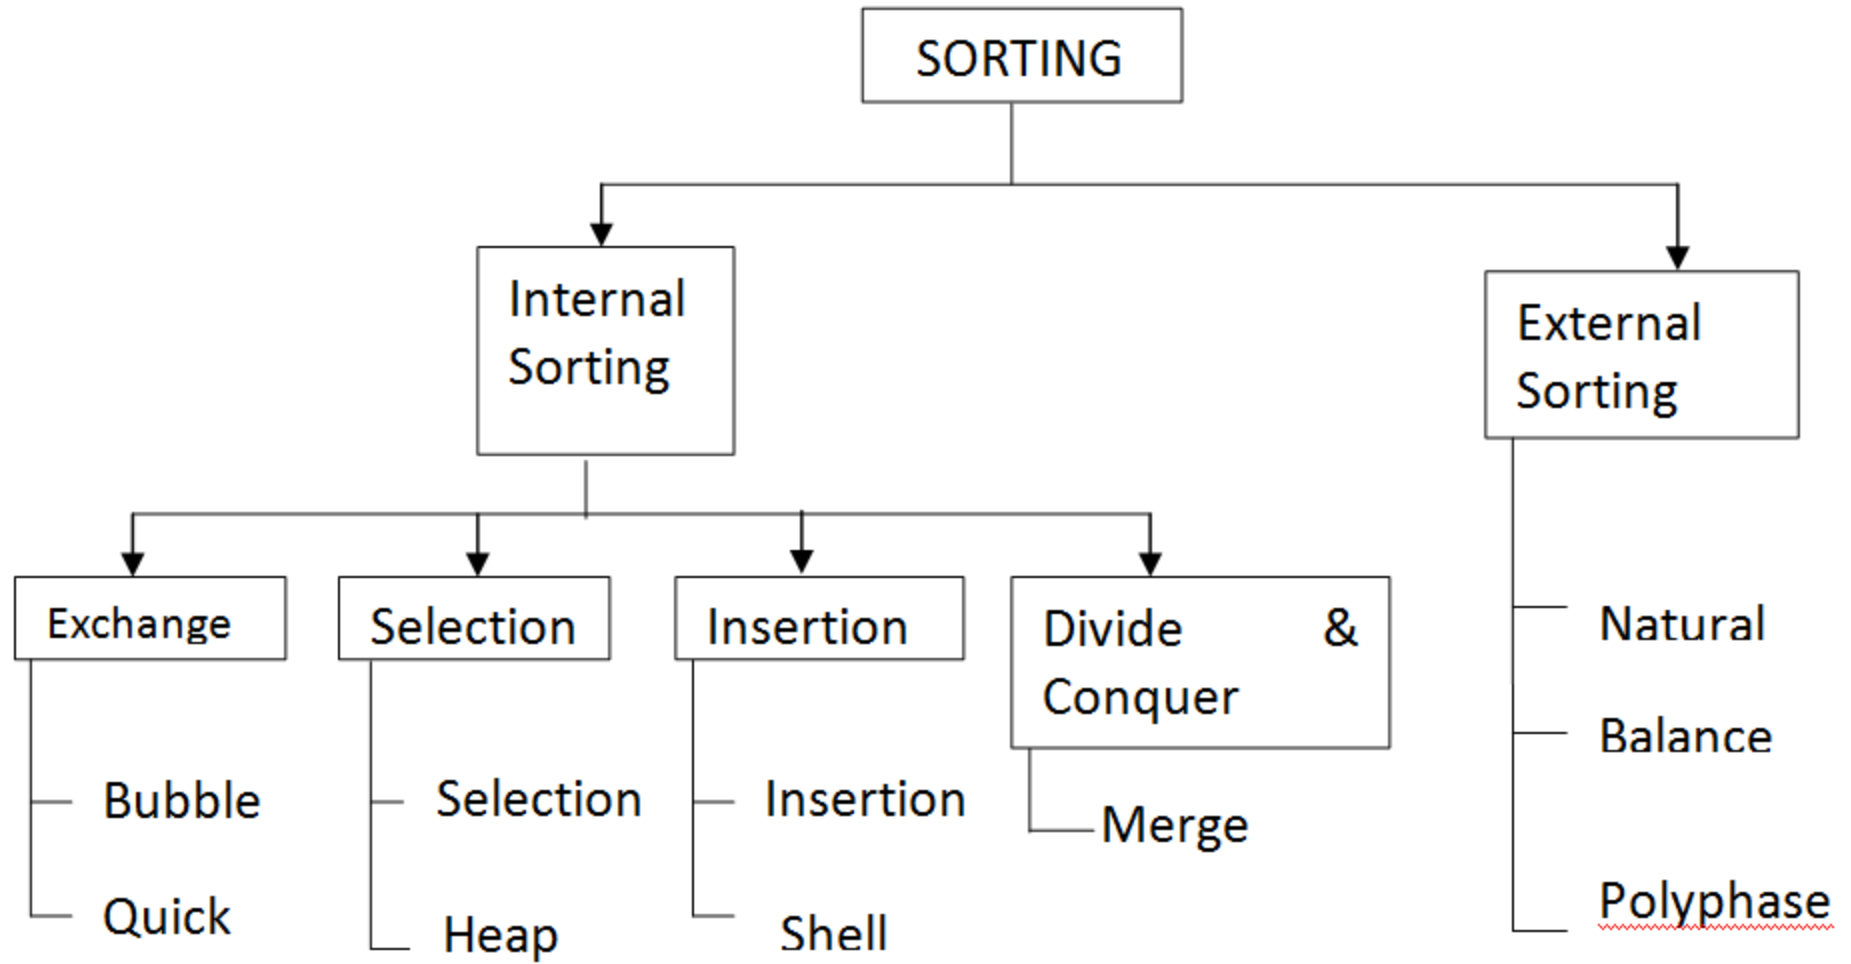 SORTING
Internal
Sorting
External
Sorting
Exchange
Selection
Insertion
Divide &
Conquer
Bubble
Quick
Selection
Heap
Insertion
Shell
Merge
Natural
Balance
Polyphase